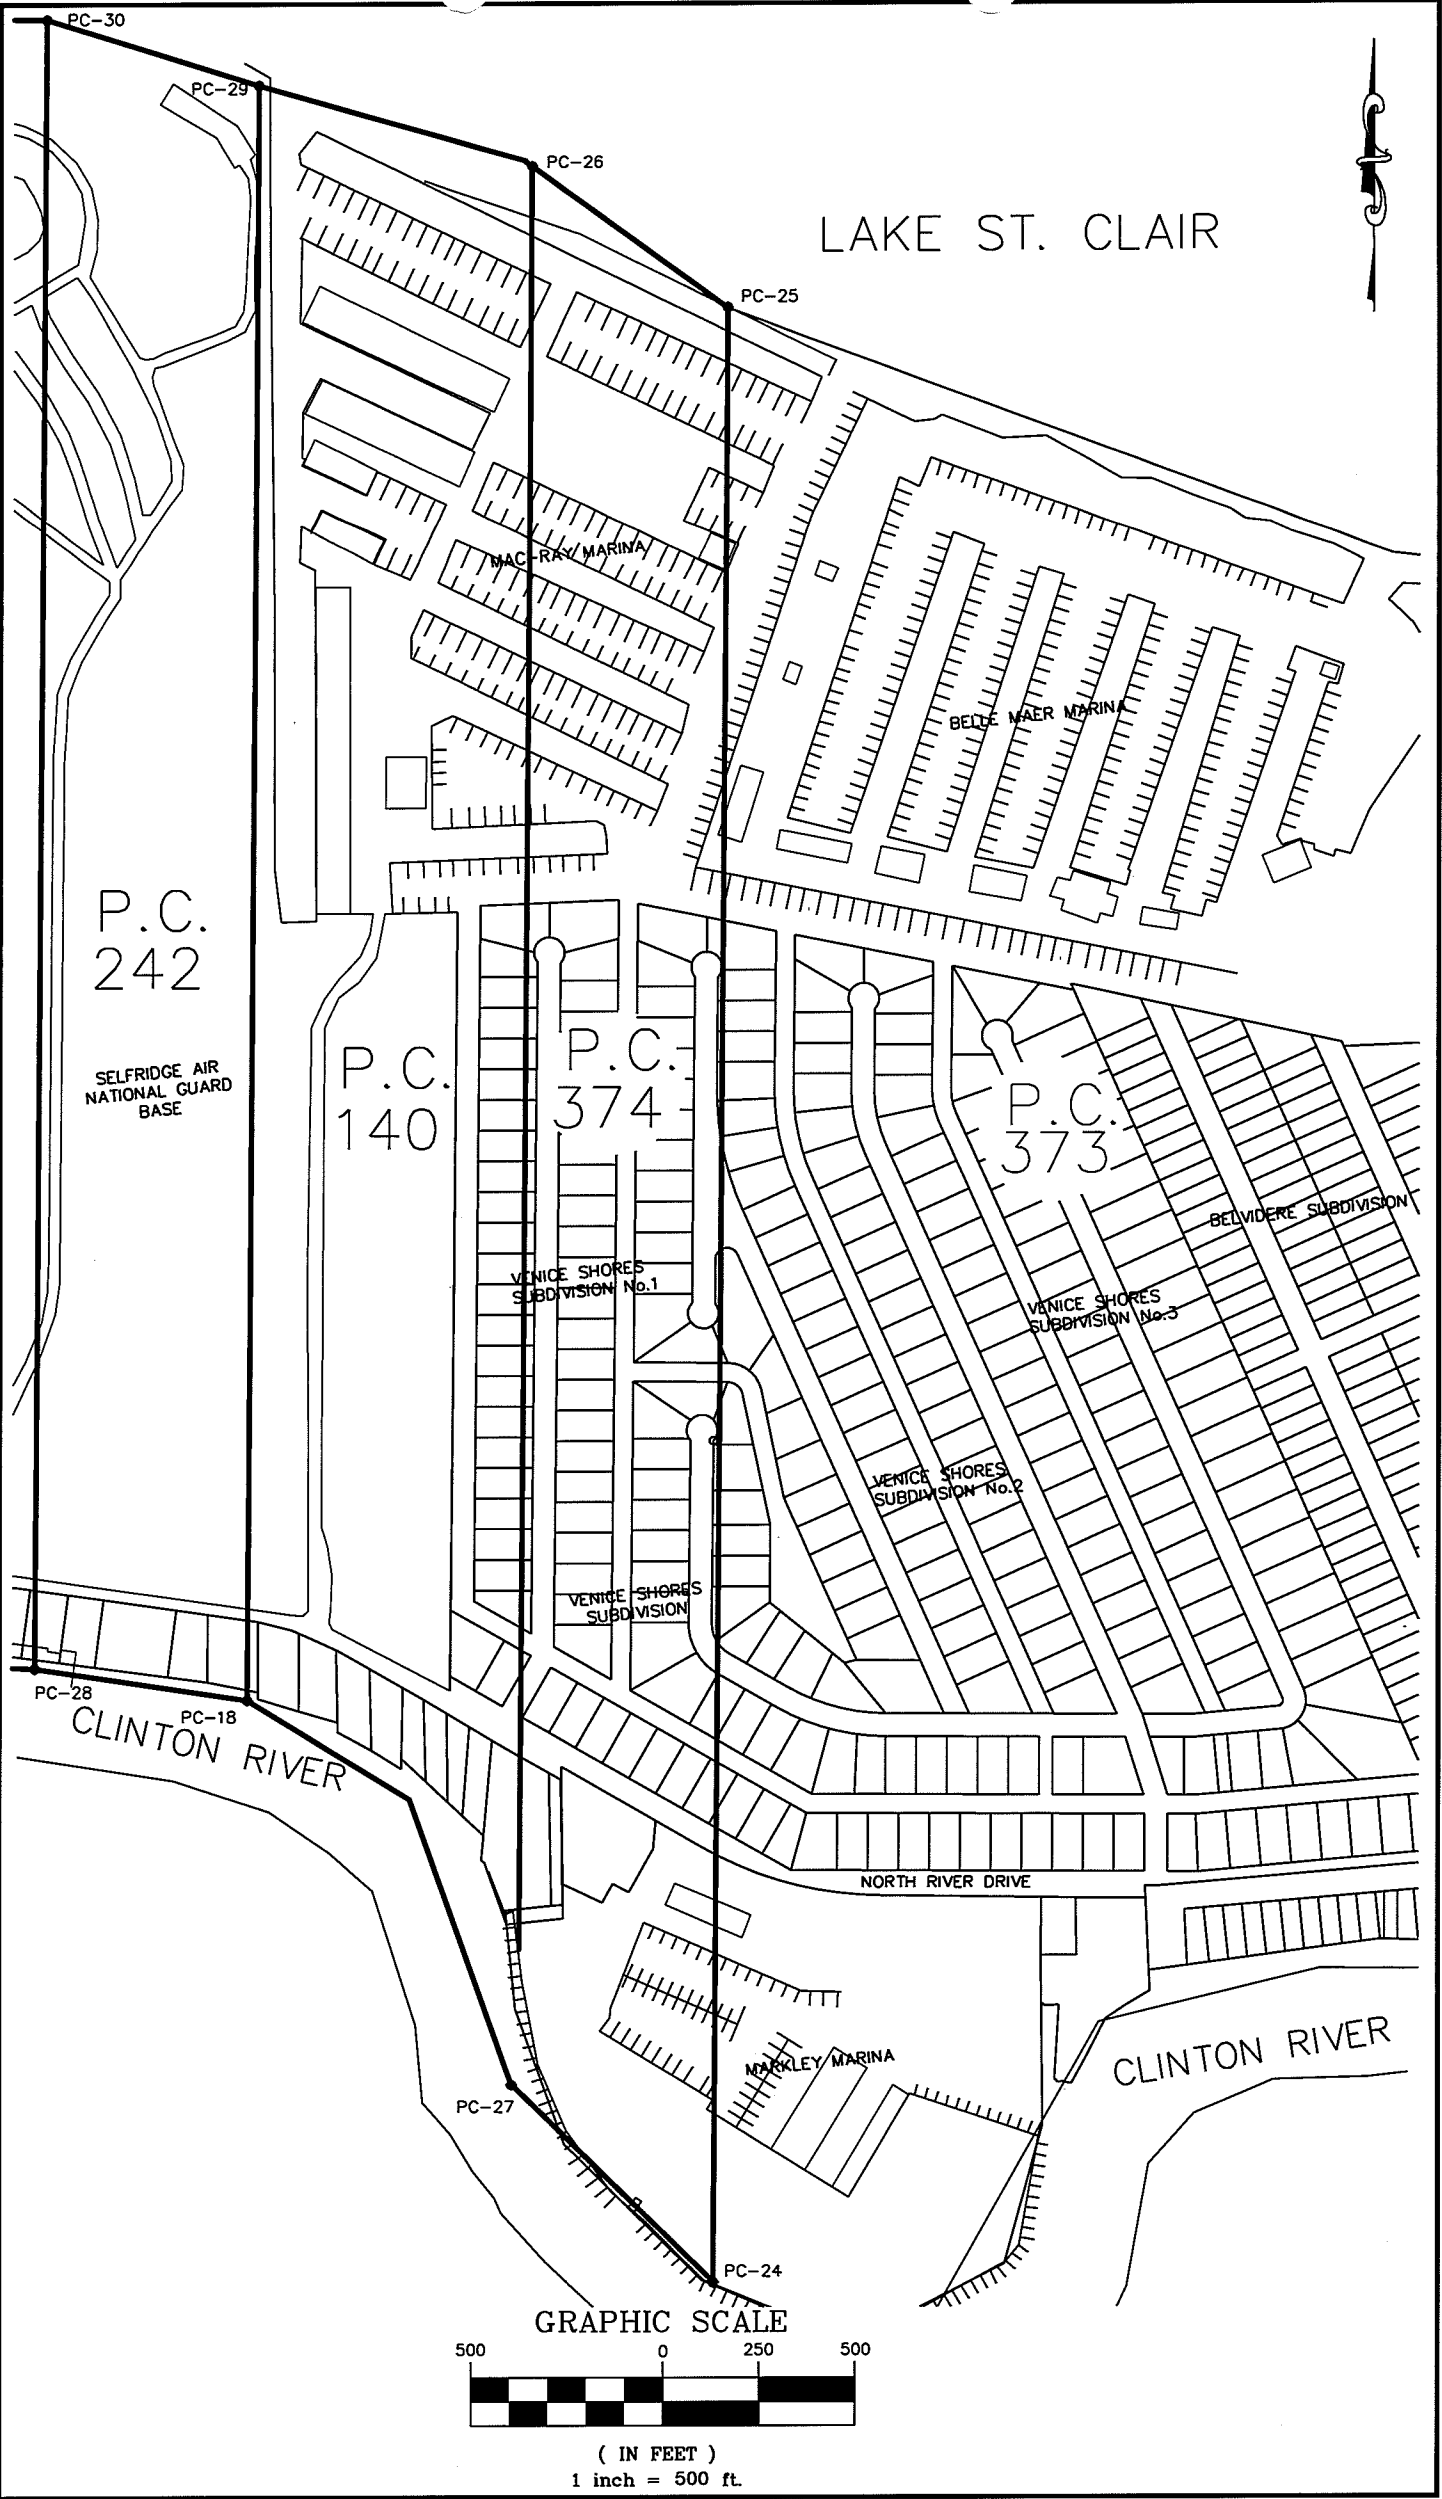 PC-30
PC-29
PC-26
LAKE ST. CLAIR
PC-25
MAC-RAY MARINA
BELLE MAER MARINA
P.C.
242
SELFRIDGE AIR
NATIONAL GUARD
BASE
P.C.
140
P.C.
374
P.C.
373
BELVIDERE SUBDIVISION
VENICE SHORES
SUBDIVISION No.1
VENICE SHORES
SUBDIVISION No.3
VENICE SHORES
SUBDIVISION No.2
VENICE SHORES
SUBDIVISION
PC-28
PC-18
CLINTON RIVER
NORTH RIVER DRIVE
CLINTON RIVER
MARKLEY MARINA
PC-27
PC-24
GRAPHIC SCALE
500 0 250 500
( IN FEET )
1 inch = 500 ft.